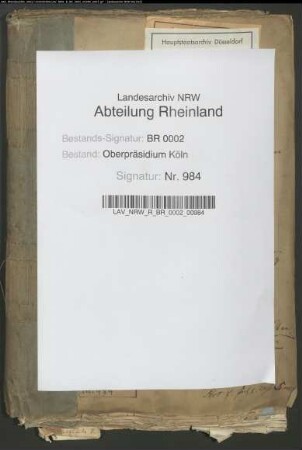 Hauptstaatsarchiv Düsseldorf
Landesarchiv NRW
Abteilung Rheinland
Bestands-Signatur: BR 0002
Bestand: Oberpräsidium Köln
Signatur: Nr. 984
LAV_NRW_R_BR_0002_00984